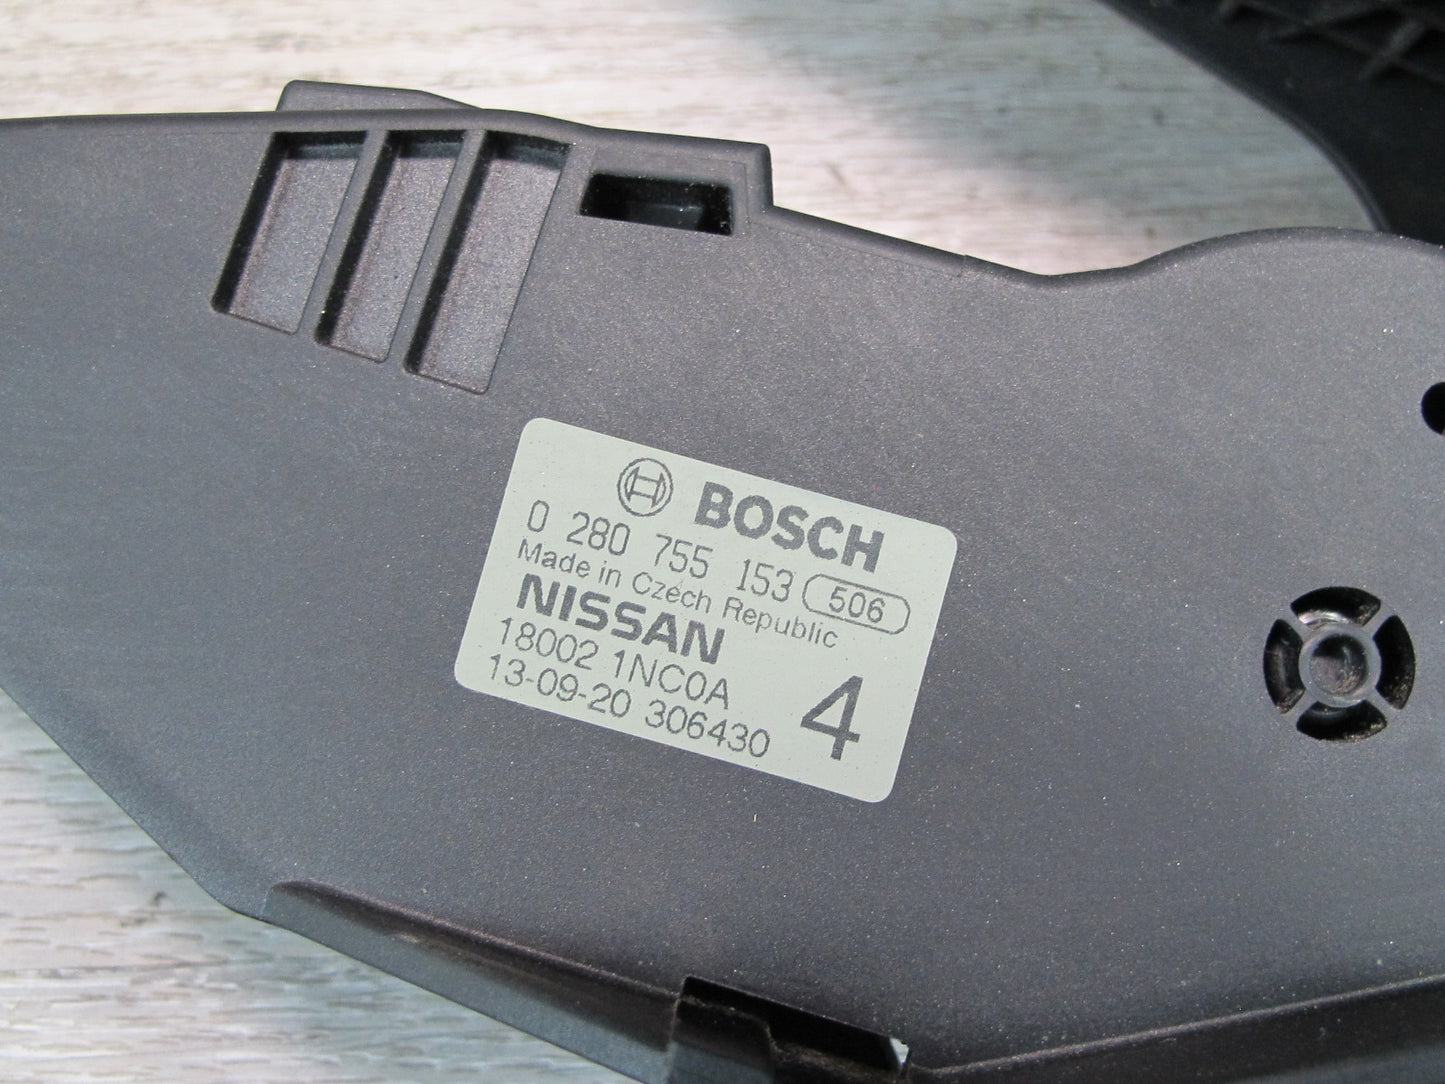 BOSCH
0 280 755 153 506
Made in Czech Republic
NISSAN
18002 1NC0A
13-09-20 306430
4